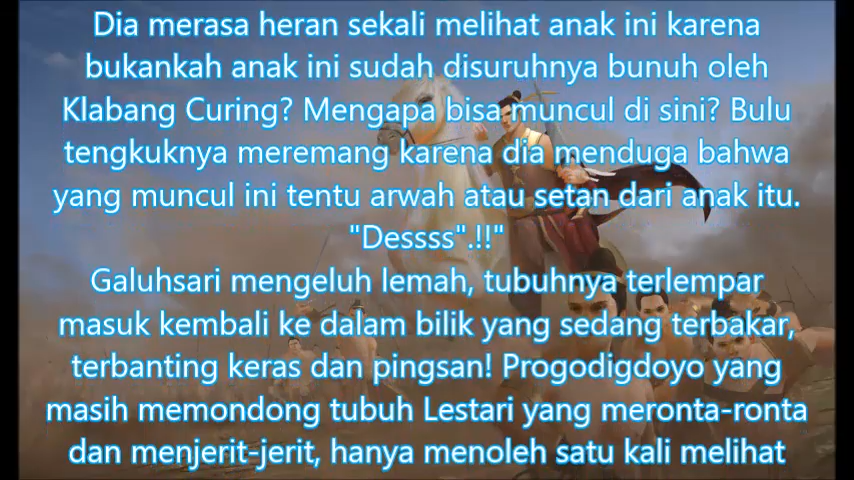 Dia merasa heran sekali melihat anak ini karena
bukankah anak ini sudah disuruhnya bunuh oleh
Klabang Curing? Mengapa bisa muncul di sini? Bulu
tengkuknya meremang karena dia menduga bahwa
yang muncul ini tentu arwah atau setan dari anak itu.
"Dessss".!!"
Galuhsari mengeluh lemah, tubuhnya terlempar
masuk kembali ke dalam bilik yang sedang terbakar,
terbanting keras dan pingsan! Progodigdoyo yang
masih memondong tubuh Lestari yang meronta-ronta
dan menjerit-jerit, hanya menoleh satu kali melihat